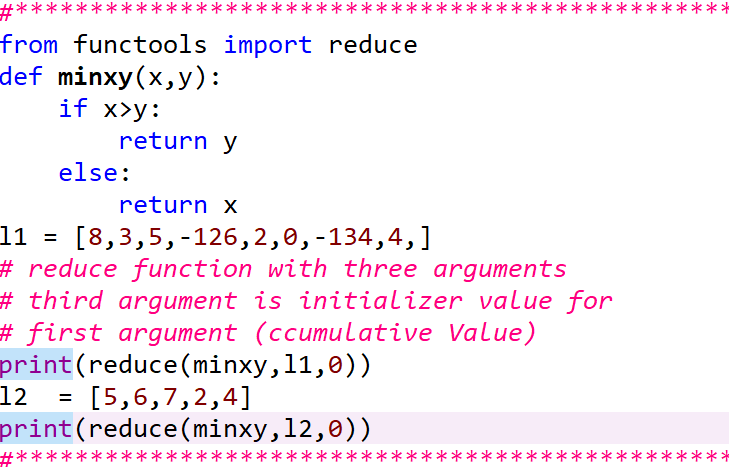 #************************************************
from functools import reduce
def minxy(x,y):
    if x>y:
        return y
    else:
        return x
l1 = [8,3,5,-126,2,0,-134,4,]
# reduce function with three arguments
# third argument is initializer value for
# first argument (ccumulative Value)
print(reduce(minxy,l1,0))
l2  = [5,6,7,2,4]
print(reduce(minxy,l2,0))
#************************************************